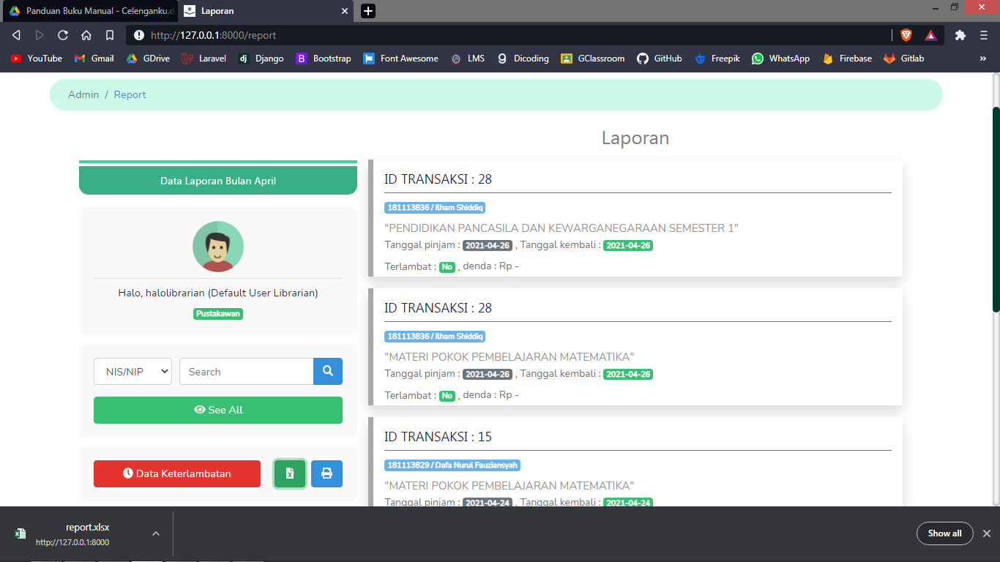 Panduan Buku Manual - Celenganku.d
Laporan
http://127.0.0.1:8000/report
YouTube Gmail GDrive Laravel Django Bootstrap Font Awesome LMS Dicoding GClassroom GitHub Freepik WhatsApp Firebase Gitlab »
Admin / Report
Laporan
Data Laporan Bulan April
Halo, halolibrarian (Default User Librarian)
Pustakawan
NIS/NIP Search
See All
Data Keterlambatan
ID TRANSAKSI : 28
181113836 / Ilham Shiddiq
"PENDIDIKAN PANCASILA DAN KEWARGANEGARAAN SEMESTER 1"
Tanggal pinjam : 2021-04-26 , Tanggal kembali : 2021-04-26
Terlambat : No , denda : Rp -
ID TRANSAKSI : 28
181113836 / Ilham Shiddiq
"MATERI POKOK PEMBELAJARAN MATEMATIKA"
Tanggal pinjam : 2021-04-26 , Tanggal kembali : 2021-04-26
Terlambat : No , denda : Rp -
ID TRANSAKSI : 15
181113829 / Dafa Nurul Fauziansyah
"MATERI POKOK PEMBELAJARAN MATEMATIKA"
Tanggal pinjam : 2021-04-24 , Tanggal kembali : 2021-04-24
report.xlsx
http://127.0.0.1:8000
Show all